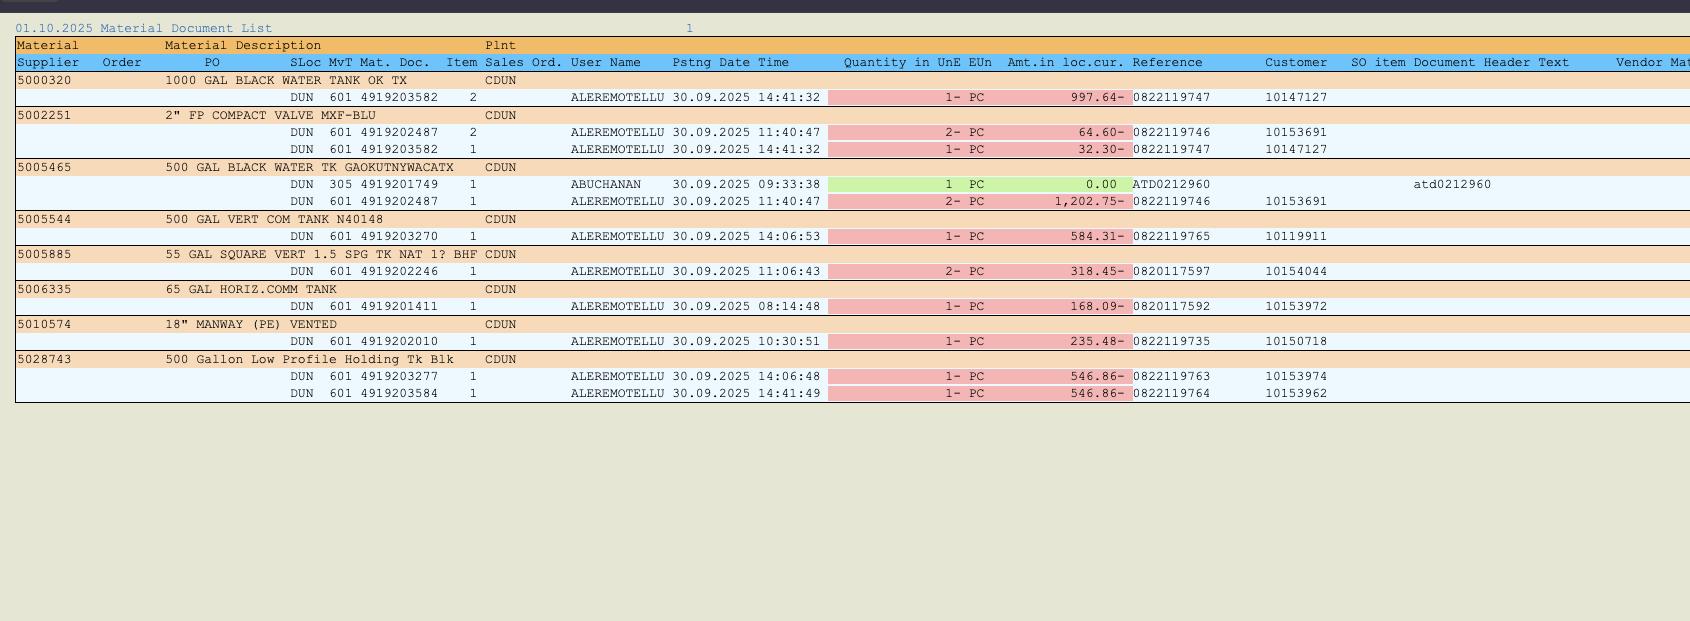 01.10.2025 Material Document List 1
Material Material Description Plnt
Supplier Order PO SLoc MvT Mat. Doc. Item Sales Ord. User Name Pstng Date Time Quantity in UnE EUn Amt.in loc.cur. Reference Customer SO item Document Header Text Vendor Mat
5000320 1000 GAL BLACK WATER TANK OK TX CDUN
DUN 601 4919203582 2 ALEREMOTELLU 30.09.2025 14:41:32 1- PC 997.64- 0822119747 10147127
5002251 2" FP COMPACT VALVE MXF-BLU CDUN
DUN 601 4919202487 2 ALEREMOTELLU 30.09.2025 11:40:47 2- PC 64.60- 0822119746 10153691
DUN 601 4919203582 1 ALEREMOTELLU 30.09.2025 14:41:32 1- PC 32.30- 0822119747 10147127
5005465 500 GAL BLACK WATER TK GAOKUTNYWACATX CDUN
DUN 305 4919201749 1 ABUCHANAN 30.09.2025 09:33:38 1 PC 0.00 ATD0212960 atd0212960
DUN 601 4919202487 1 ALEREMOTELLU 30.09.2025 11:40:47 2- PC 1,202.75- 0822119746 10153691
5005544 500 GAL VERT COM TANK N40148 CDUN
DUN 601 4919203270 1 ALEREMOTELLU 30.09.2025 14:06:53 1- PC 584.31- 0822119765 10119911
5005885 55 GAL SQUARE VERT 1.5 SPG TK NAT 1? BHF CDUN
DUN 601 4919202246 1 ALEREMOTELLU 30.09.2025 11:06:43 2- PC 318.45- 0820117597 10154044
5006335 65 GAL HORIZ.COMM TANK CDUN
DUN 601 4919201411 1 ALEREMOTELLU 30.09.2025 08:14:48 1- PC 168.09- 0820117592 10153972
5010574 18" MANWAY (PE) VENTED CDUN
DUN 601 4919202010 1 ALEREMOTELLU 30.09.2025 10:30:51 1- PC 235.48- 0822119735 10150718
5028743 500 Gallon Low Profile Holding Tk Blk CDUN
DUN 601 4919203277 1 ALEREMOTELLU 30.09.2025 14:06:48 1- PC 546.86- 0822119763 10153974
DUN 601 4919203584 1 ALEREMOTELLU 30.09.2025 14:41:49 1- PC 546.86- 0822119764 10153962